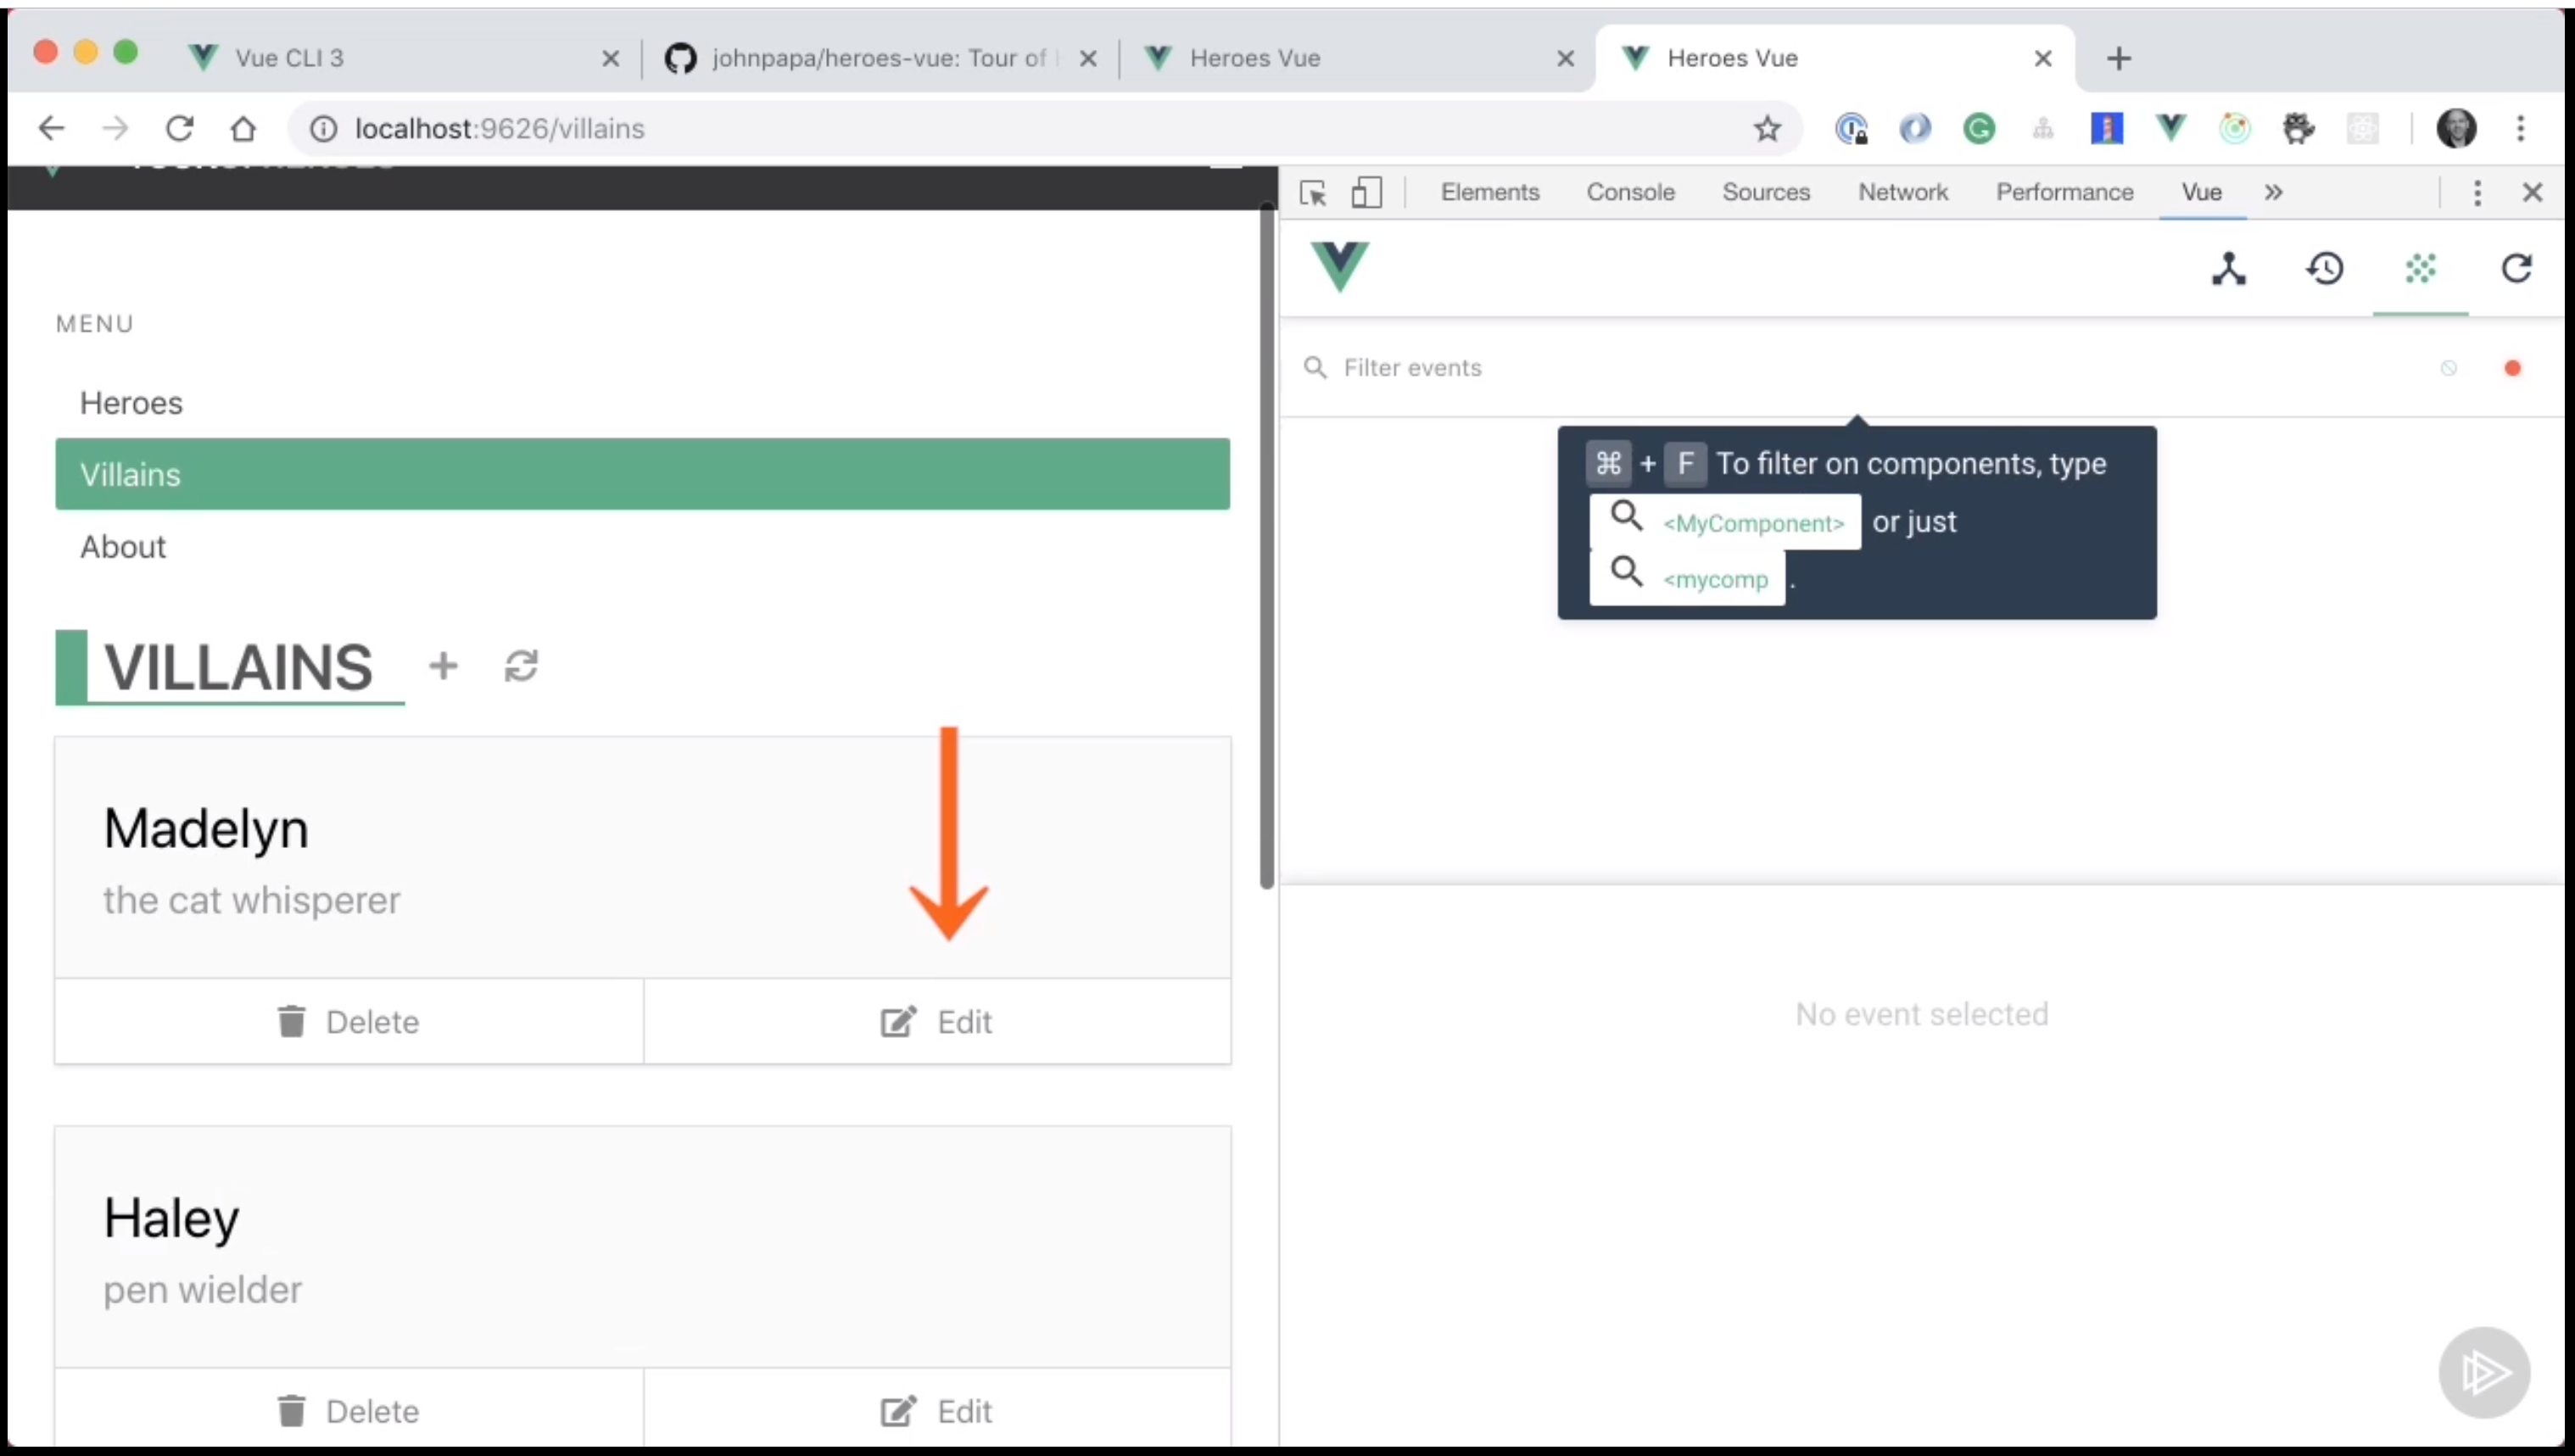 Vue CLI 3
johnpapa/heroes-vue: Tour of
Heroes Vue
Heroes Vue
localhost:9626/villains
MENU
Heroes
Villains
About
VILLAINS
Madelyn
the cat whisperer
Delete
Edit
Haley
pen wielder
Delete
Edit
Elements Console Sources Network Performance Vue
Filter events
⌘ + F To filter on components, type
<MyComponent> or just
<mycomp .
No event selected